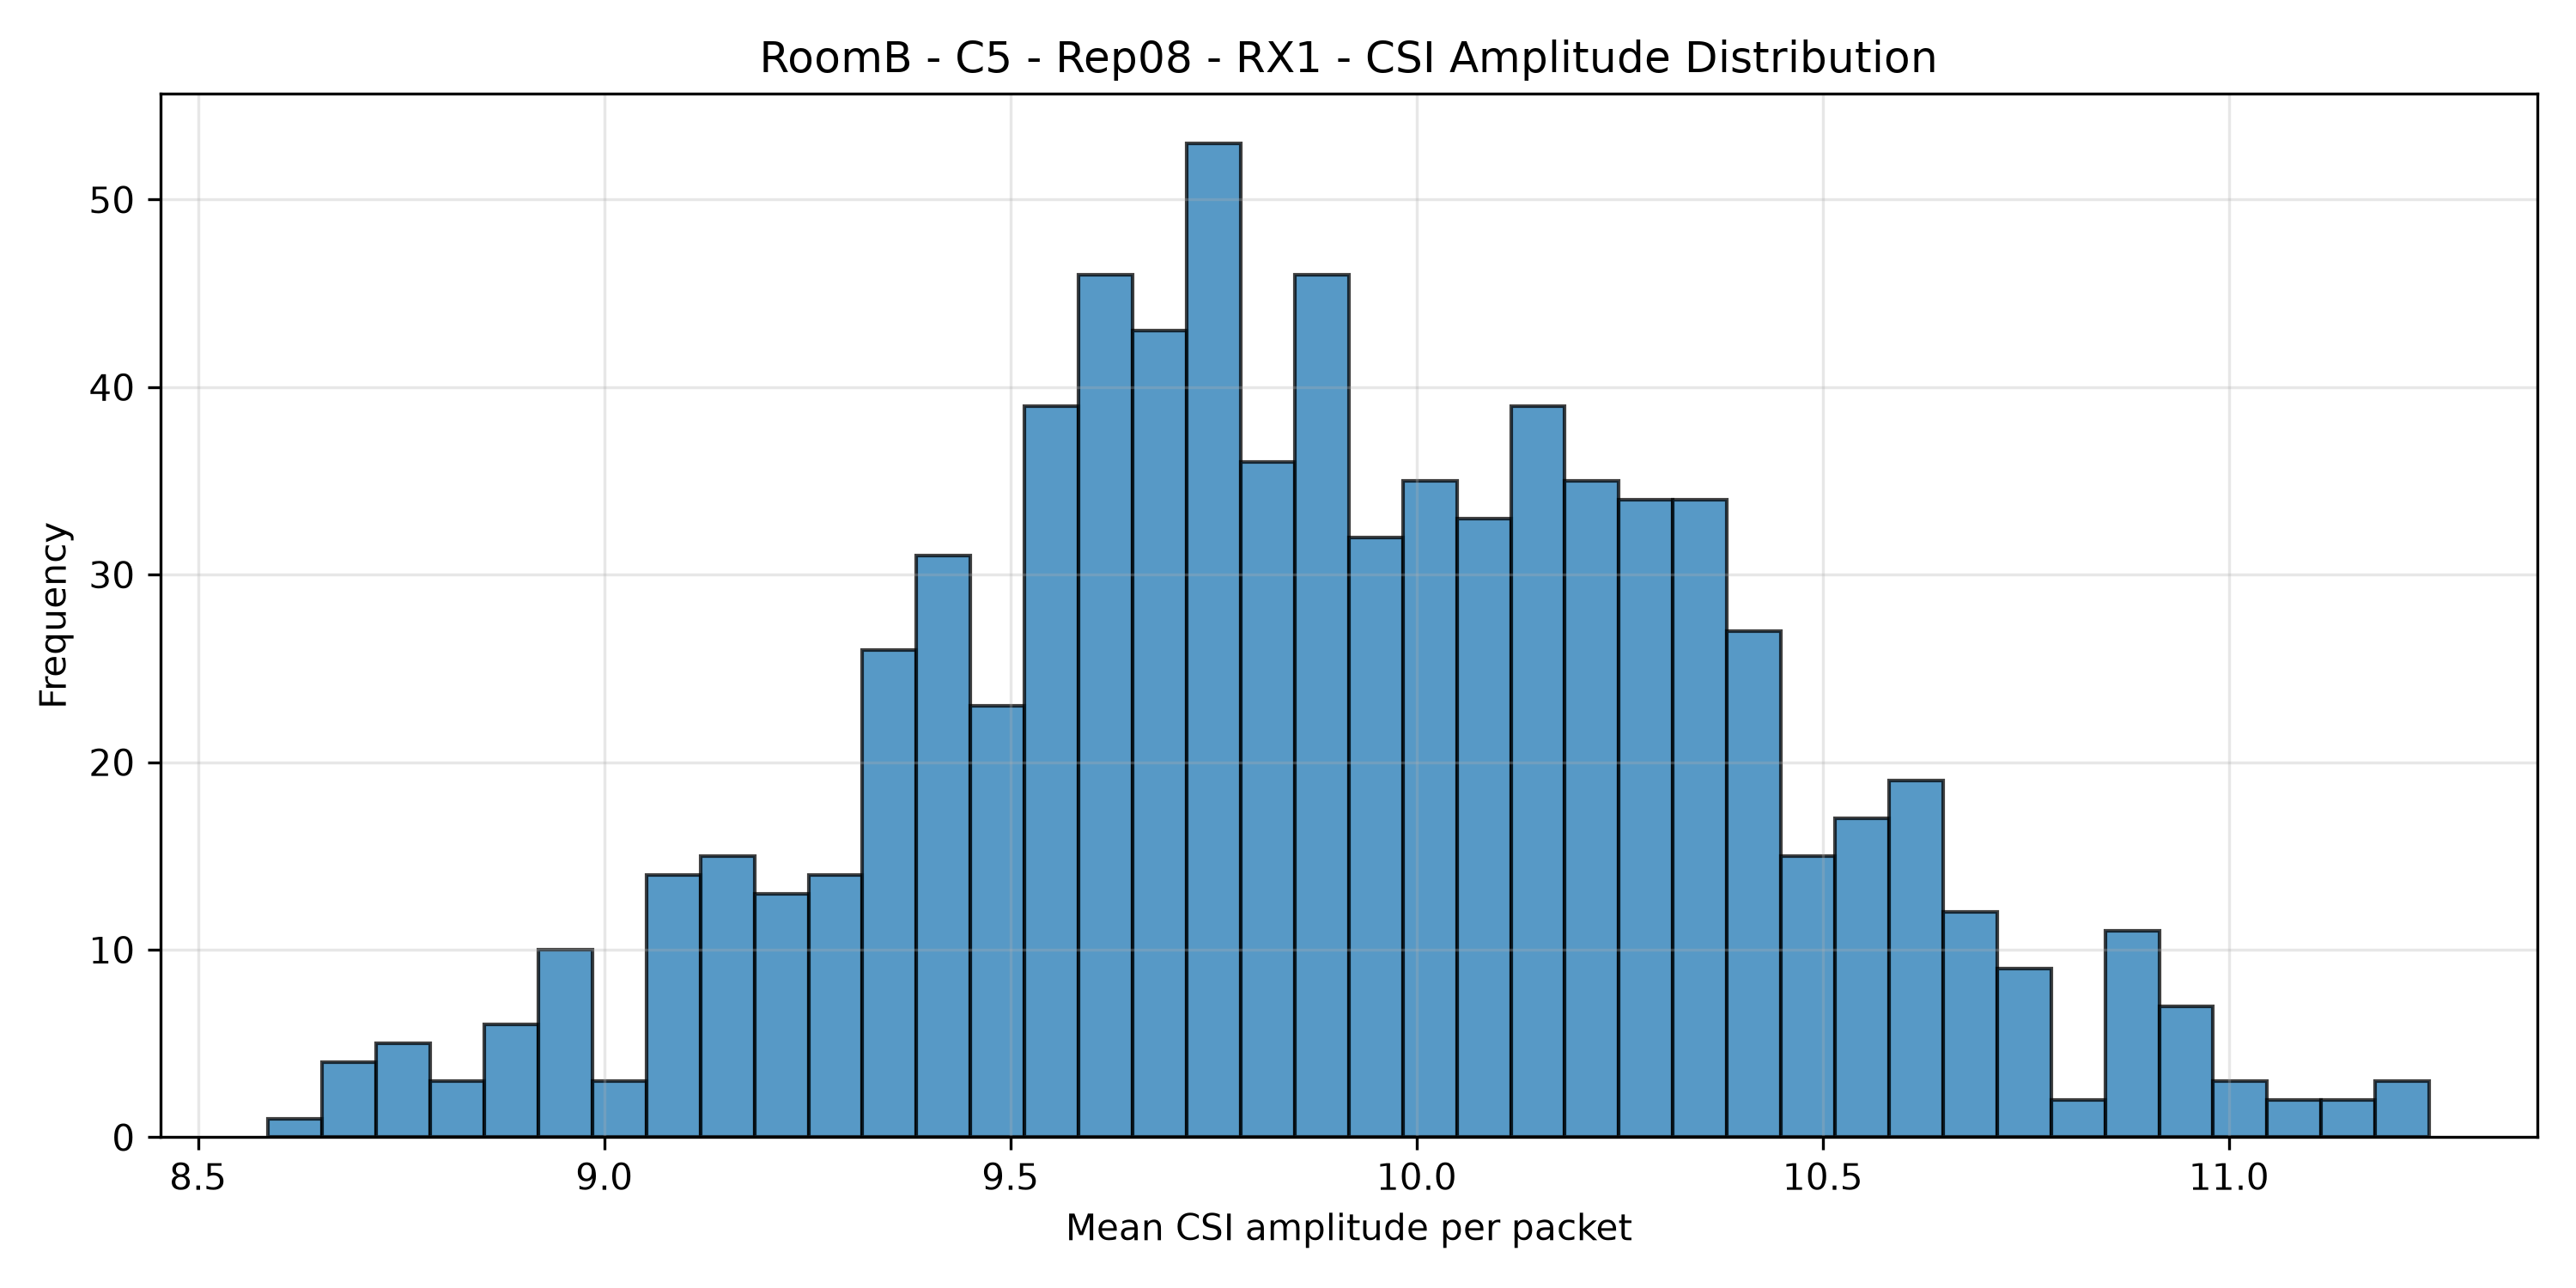 RoomB - C5 - Rep08 - RX1 - CSI Amplitude Distribution
Frequency
50
40
30
20
10
0
8.5 9.0 9.5 10.0 10.5 11.0
Mean CSI amplitude per packet